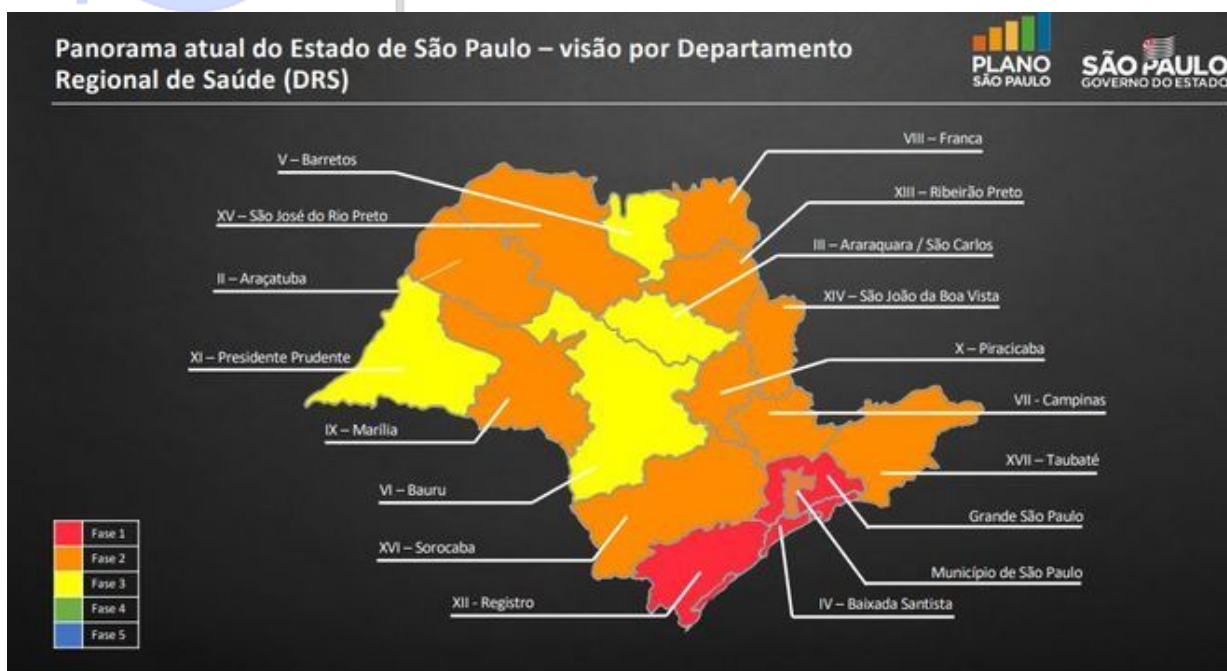 Panorama atual do Estado de São Paulo – visão por Departamento
Regional de Saúde (DRS)
PLANO
SÃO PAULO
SÃO PAULO
GOVERNO DO ESTADO
VIII – Franca
V – Barretos
XIII – Ribeirão Preto
XV – São José do Rio Preto
III – Araraquara / São Carlos
II – Araçatuba
XIV – São João da Boa Vista
XI – Presidente Prudente
X – Piracicaba
VII - Campinas
IX – Marília
XVII – Taubaté
VI – Bauru
Grande São Paulo
XVI – Sorocaba
Município de São Paulo
XII - Registro
IV – Baixada Santista
Fase 1
Fase 2
Fase 3
Fase 4
Fase 5